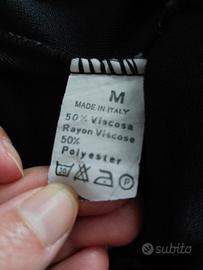 M
MADE IN ITALY
50% Viscosa
Rayon Viscose
50%
Polyester
P
subito